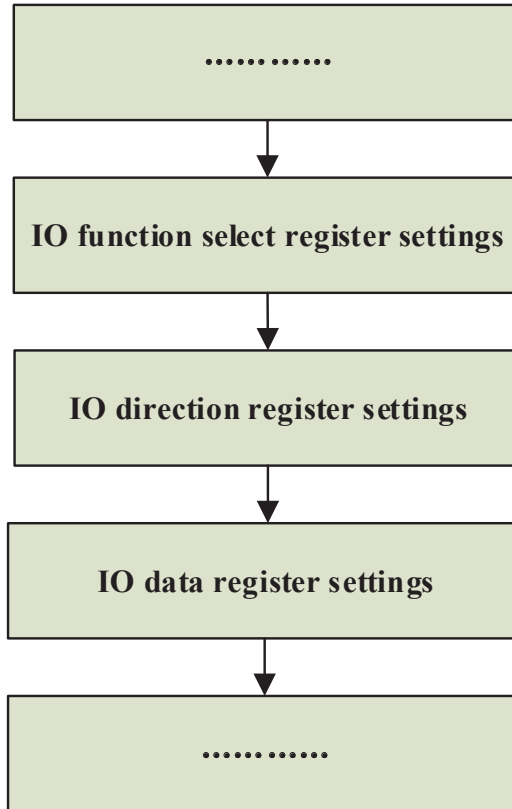 ............
IO function select register settings
IO direction register settings
IO data register settings
............